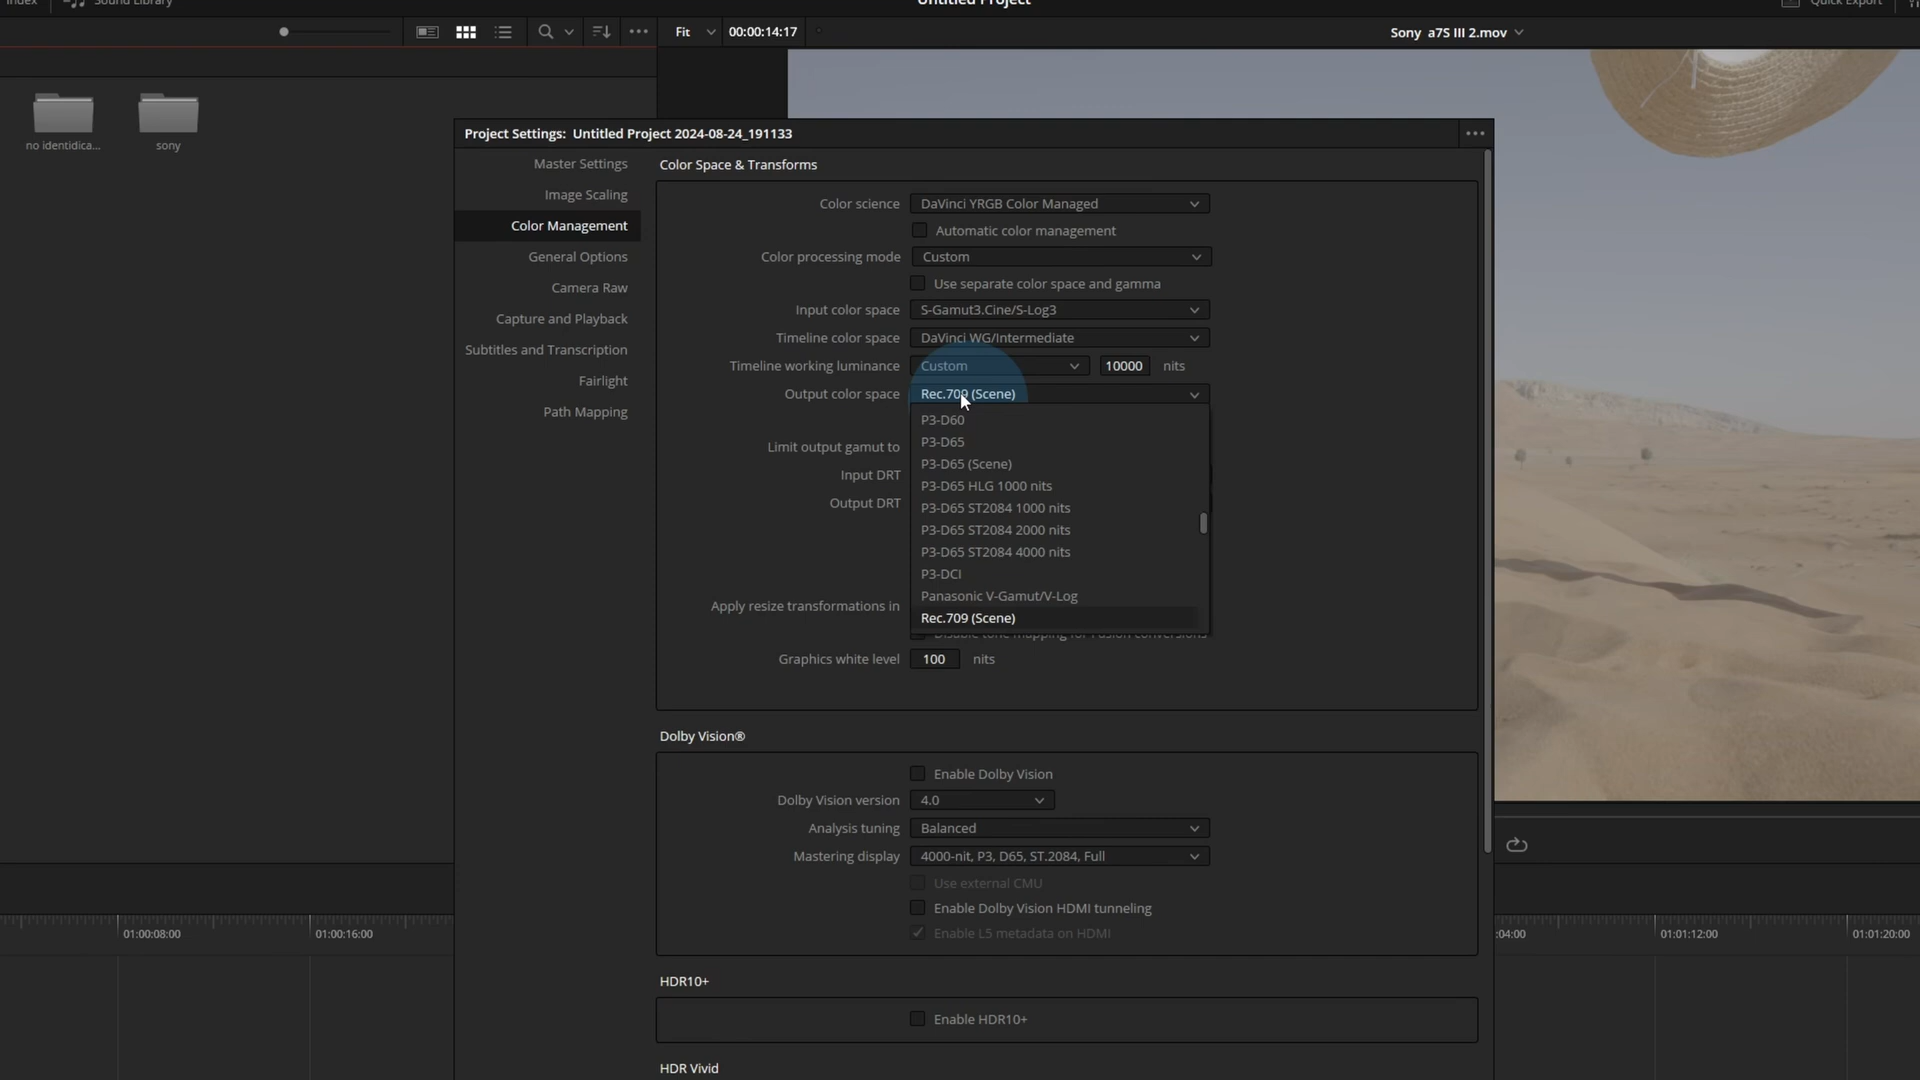 Index
Sound Library
Untitled Project
Quick Export
Fit
00:00:14:17
Sony a7S III 2.mov
no identidica...
sony
Project Settings: Untitled Project 2024-08-24_191133
Master Settings
Image Scaling
Color Management
General Options
Camera Raw
Capture and Playback
Subtitles and Transcription
Fairlight
Path Mapping
Color Space & Transforms
Color science DaVinci YRGB Color Managed
Automatic color management
Color processing mode Custom
Use separate color space and gamma
Input color space S-Gamut3.Cine/S-Log3
Timeline color space DaVinci WG/Intermediate
Timeline working luminance Custom 10000 nits
Output color space Rec.709 (Scene)
P3-D60
P3-D65
Limit output gamut to
P3-D65 (Scene)
Input DRT
P3-D65 HLG 1000 nits
Output DRT
P3-D65 ST2084 1000 nits
P3-D65 ST2084 2000 nits
P3-D65 ST2084 4000 nits
P3-DCI
Panasonic V-Gamut/V-Log
Apply resize transformations in
Rec.709 (Scene)
Disable tone mapping for Fusion conversions
Graphics white level 100 nits
Dolby Vision®
Enable Dolby Vision
Dolby Vision version 4.0
Analysis tuning Balanced
Mastering display 4000-nit, P3, D65, ST.2084, Full
Use external CMU
Enable Dolby Vision HDMI tunneling
Enable L5 metadata on HDMI
HDR10+
Enable HDR10+
HDR Vivid
01:00:08:00
01:00:16:00
:04:00
01:01:12:00
01:01:20:00